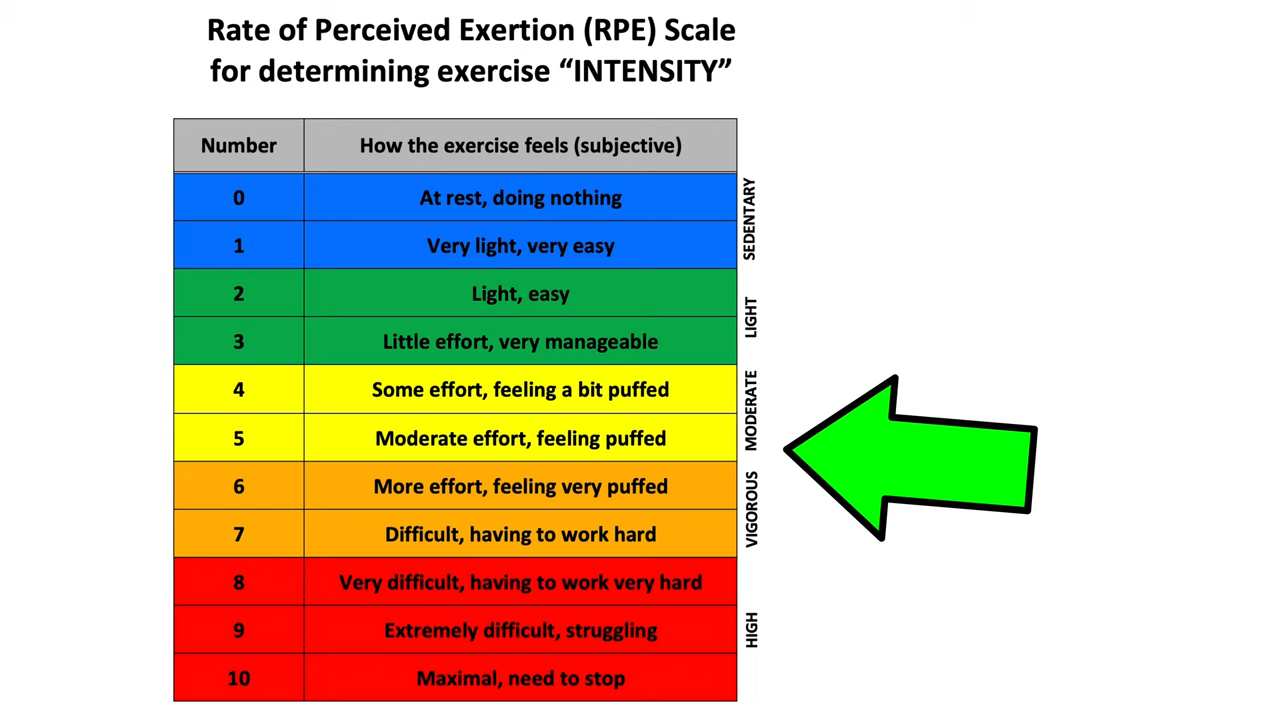 Rate of Perceived Exertion (RPE) Scale
for determining exercise “INTENSITY”
Number How the exercise feels (subjective)
0 At rest, doing nothing
1 Very light, very easy
SEDENTARY
2 Light, easy
3 Little effort, very manageable
LIGHT
4 Some effort, feeling a bit puffed
5 Moderate effort, feeling puffed
MODERATE
6 More effort, feeling very puffed
7 Difficult, having to work hard
VIGOROUS
8 Very difficult, having to work very hard
9 Extremely difficult, struggling
10 Maximal, need to stop
HIGH